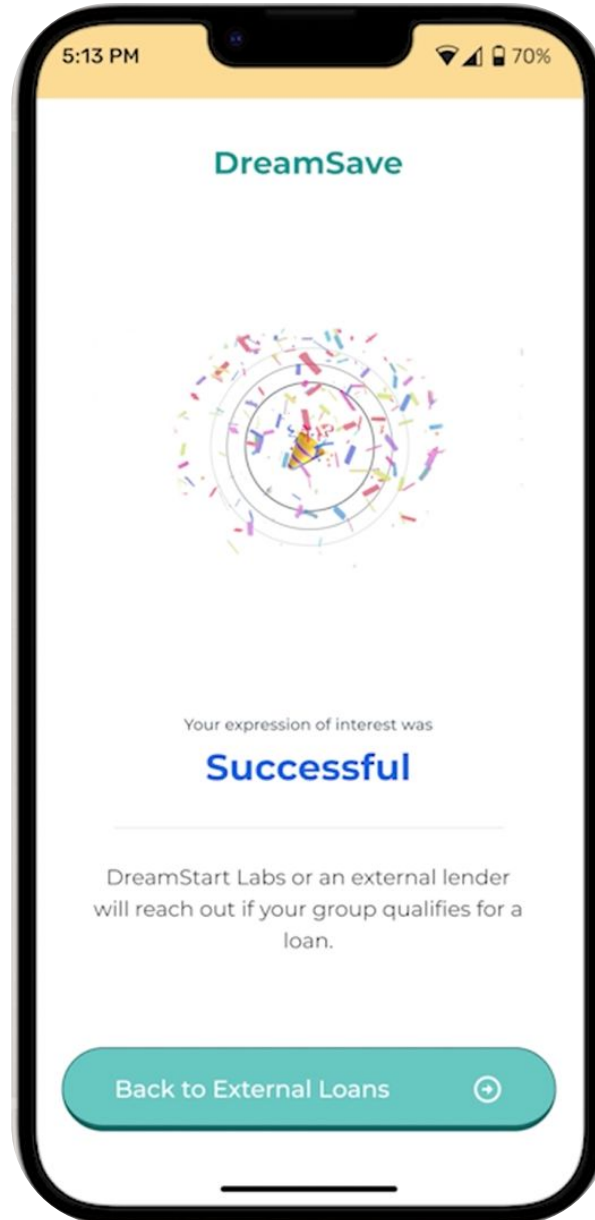 5:13 PM
70%
DreamSave
Your expression of interest was
Successful
DreamStart Labs or an external lender
will reach out if your group qualifies for a
loan.
Back to External Loans